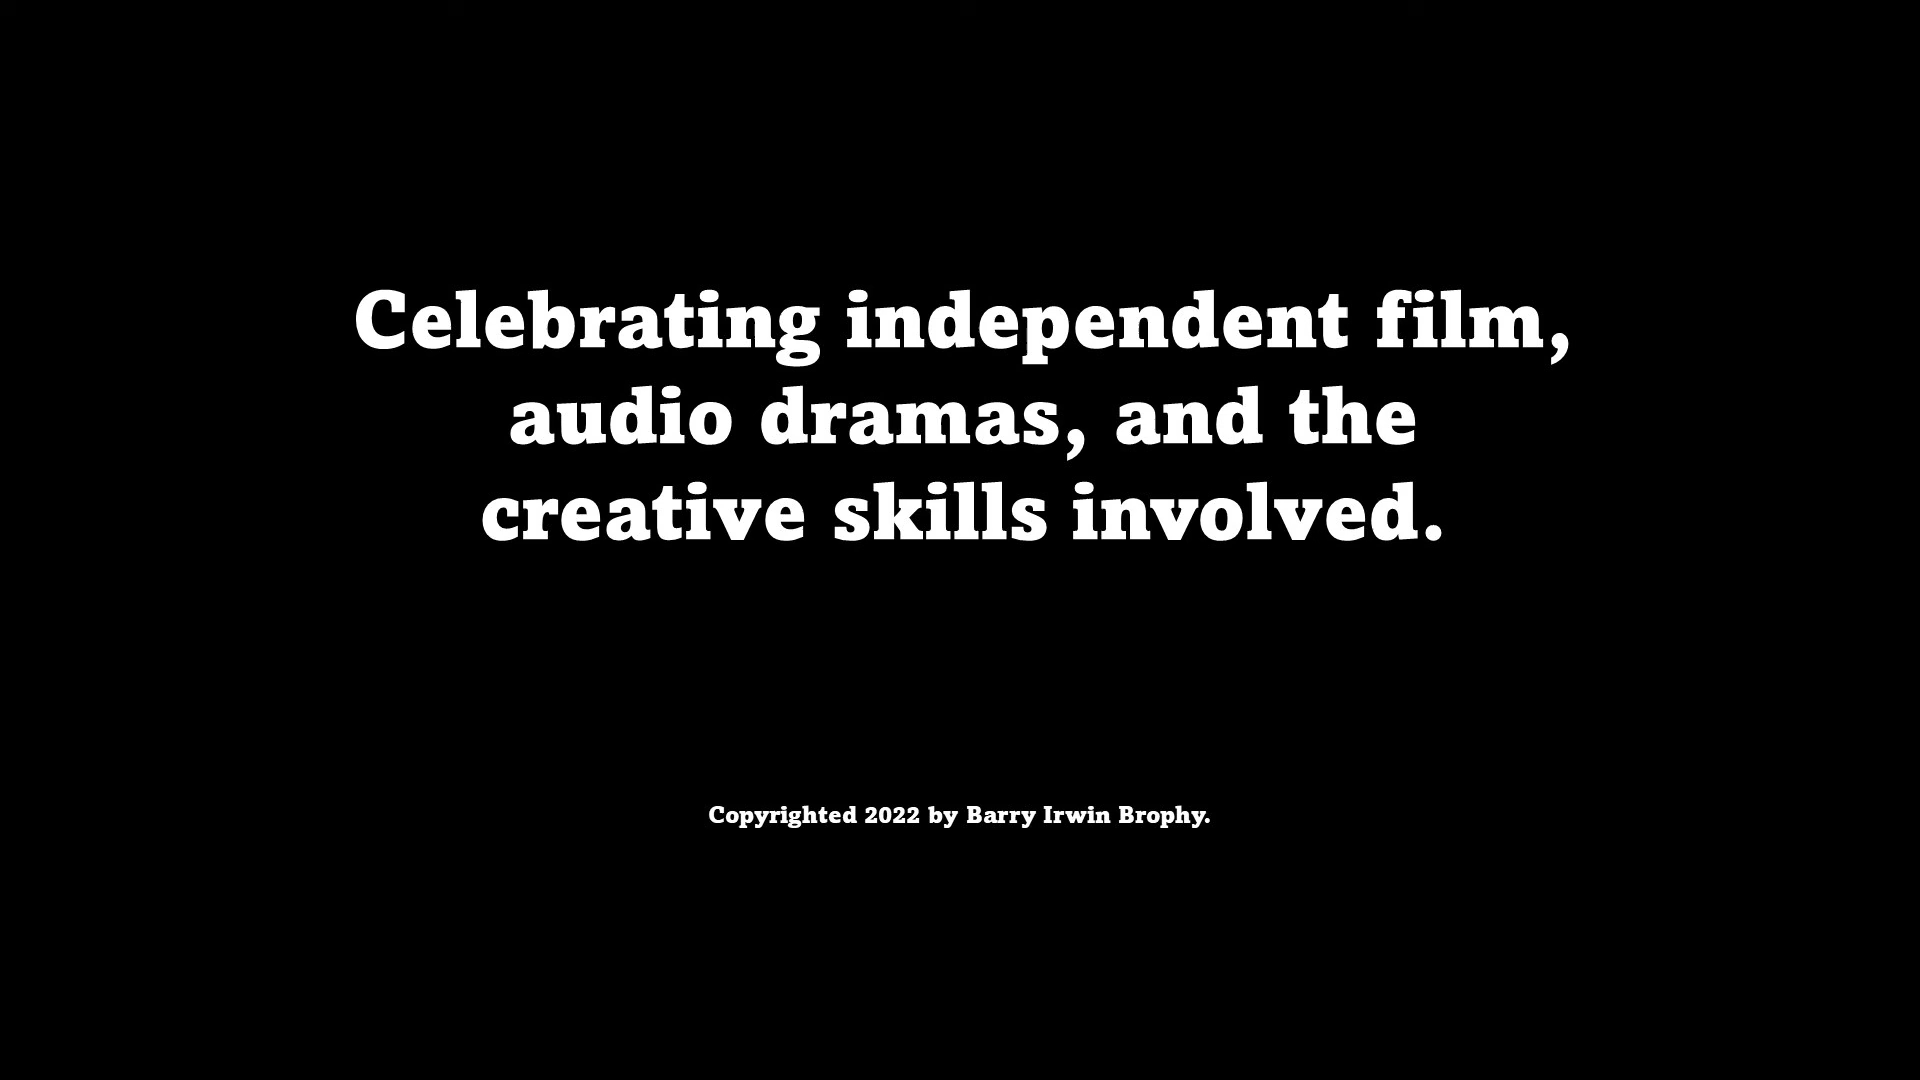 Celebrating independent film,
audio dramas, and the
creative skills involved.
Copyrighted 2022 by Barry Irwin Brophy.